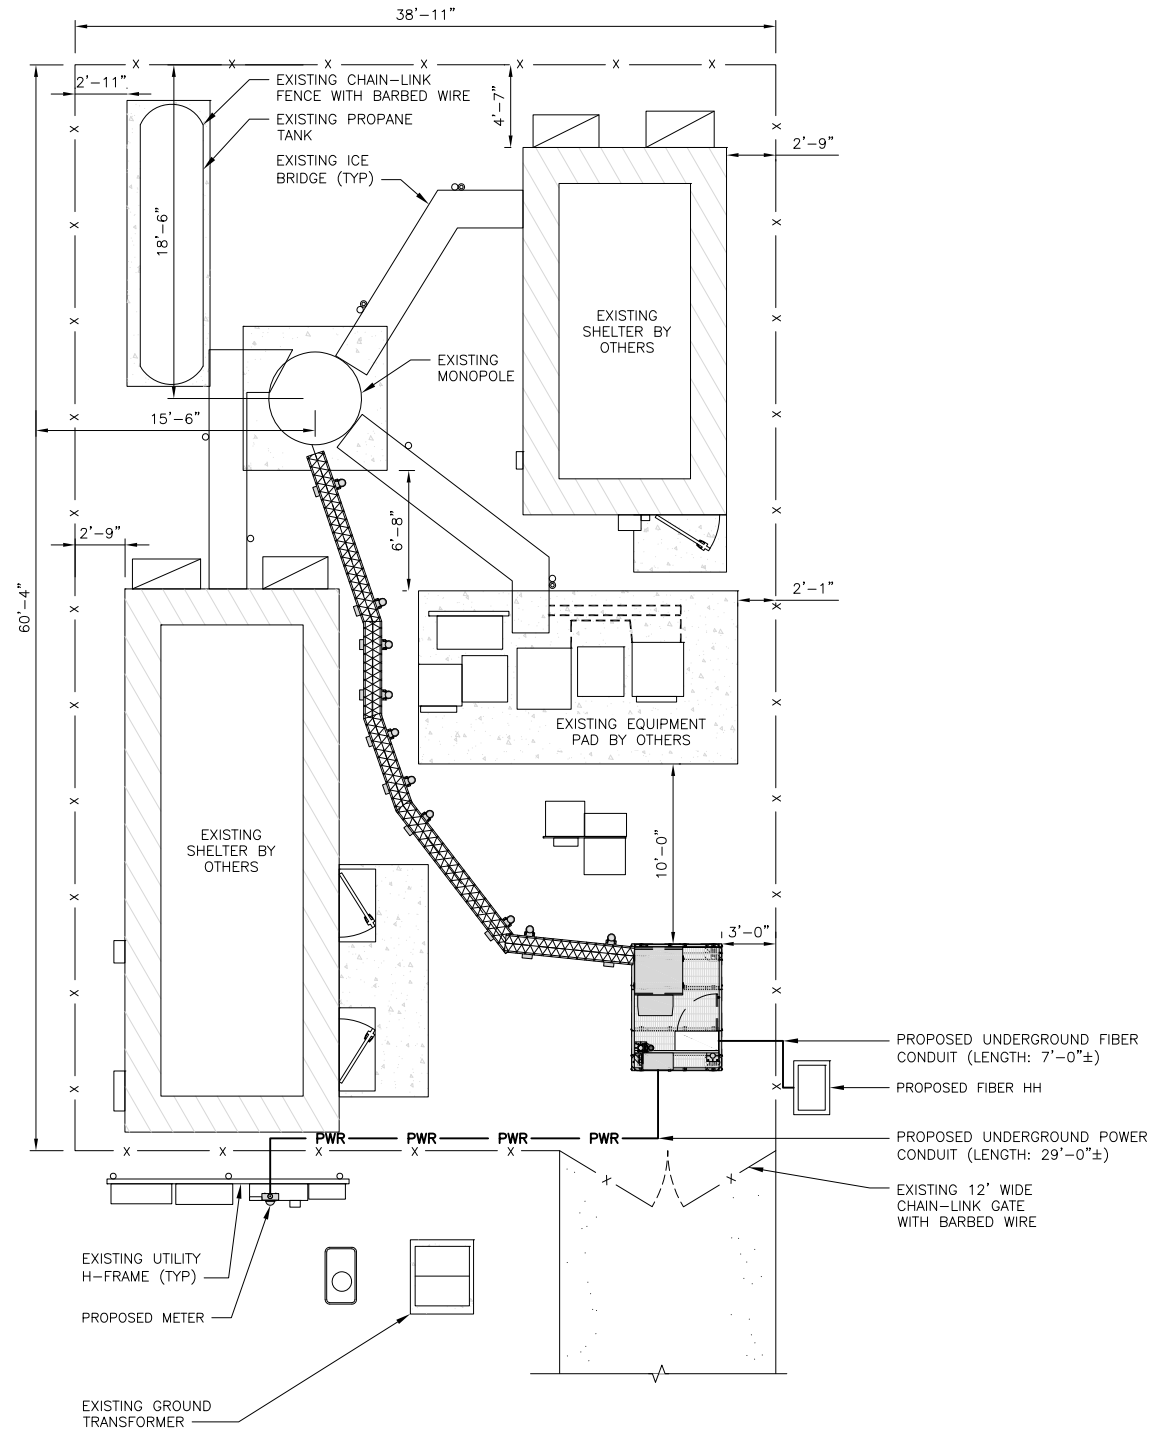 38'-11"
X X X X X X X
2'-11"
EXISTING CHAIN-LINK
FENCE WITH BARBED WIRE
EXISTING PROPANE
TANK
EXISTING ICE
BRIDGE (TYP)
4'-7"
2'-9"
18'-6"
EXISTING
SHELTER BY
OTHERS
EXISTING
MONOPOLE
15'-6"
6'-8"
2'-9"
60'-4"
2'-1"
EXISTING EQUIPMENT
PAD BY OTHERS
EXISTING
SHELTER BY
OTHERS
10'-0"
3'-0"
PROPOSED UNDERGROUND FIBER
CONDUIT (LENGTH: 7'-0"±)
PROPOSED FIBER HH
PWR PWR PWR PWR
PROPOSED UNDERGROUND POWER
CONDUIT (LENGTH: 29'-0"±)
X X X X X
X X
EXISTING 12' WIDE
CHAIN-LINK GATE
WITH BARBED WIRE
EXISTING UTILITY
H-FRAME (TYP)
PROPOSED METER
EXISTING GROUND
TRANSFORMER